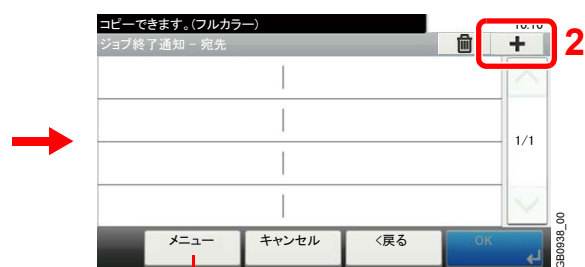 コピーできます。(フルカラー)
10:10
ジョブ終了通知 - 宛先
2
1/1
メニュー
キャンセル
<戻る
OK
GB0938_00